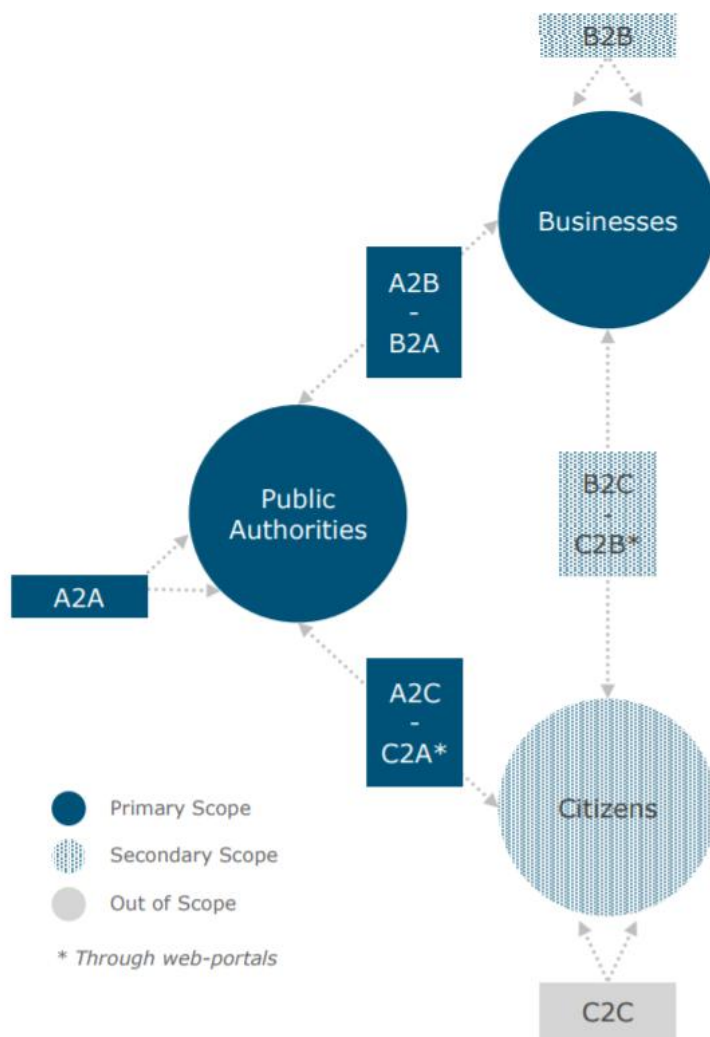 B2B
Businesses
A2B
-
B2A
Public
Authorities
B2C
-
C2B*
A2A
A2C
-
C2A*
Citizens
Primary Scope
Secondary Scope
Out of Scope
* Through web-portals
C2C